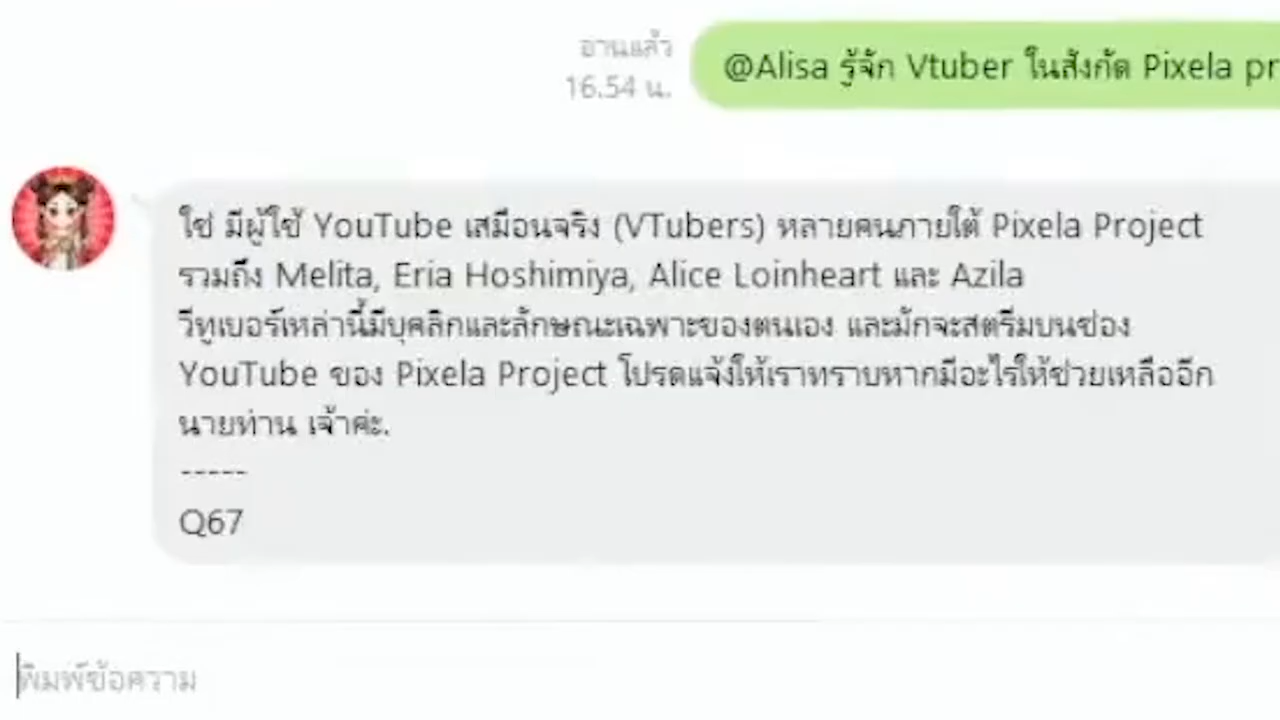 อ่านแล้ว
@Alisa รู้จัก Vtuber ในสังกัด Pixela pr
16.54 น.
ใช่ มีผู้ใช้ YouTube เสมือนจริง (VTubers) หลายคนภายใต้ Pixela Project
รวมถึง Melita, Eria Hoshimiya, Alice Loinheart และ Azila
วีทูเบอร์เหล่านี้มีบุคลิกและลักษณะเฉพาะของตนเอง และมักจะสตรีมบนช่อง
YouTube ของ Pixela Project โปรดแจ้งให้เราทราบหากมีอะไรให้ช่วยเหลืออีก
นายท่าน เจ้าค่ะ.
-----
Q67
พิมพ์ข้อความ